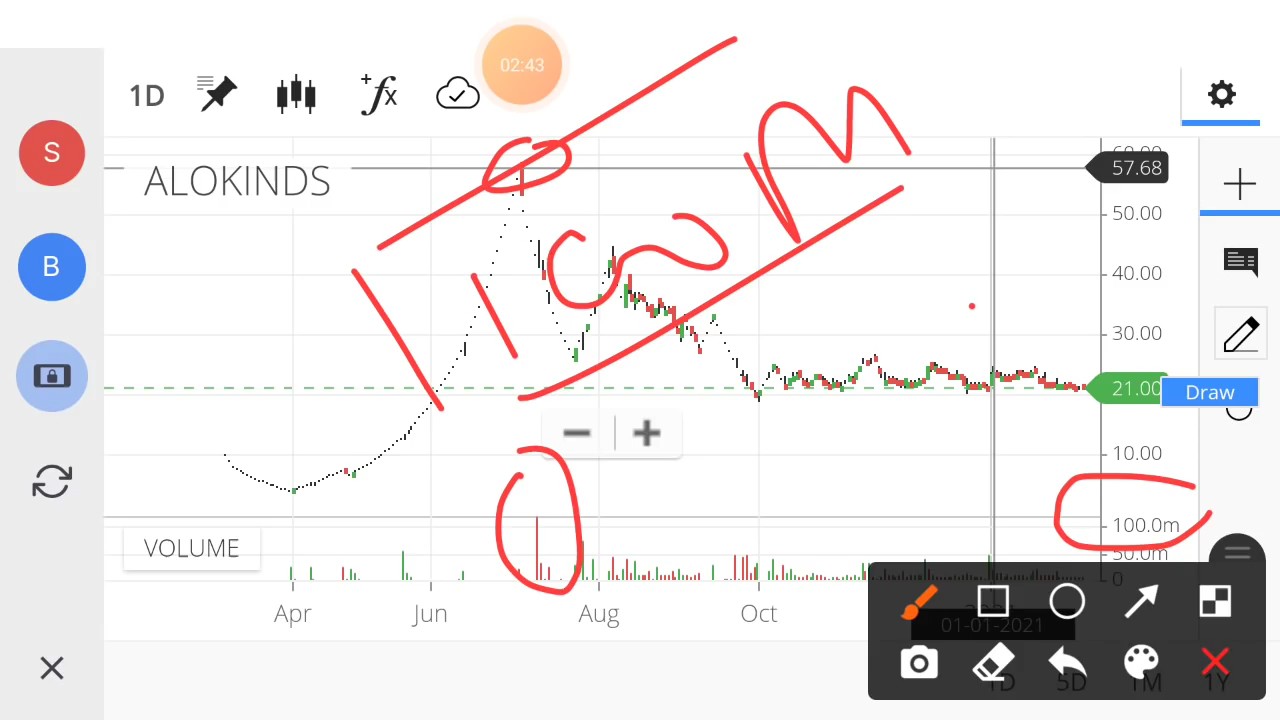 02:43
1D
fx
S
B
ALOKINDS
60.00
57.68
50.00
40.00
30.00
21.00
Draw
10.00
100.0m
50.0m
0
VOLUME
Apr
Jun
Aug
Oct
01-01-2021
1D
5D
1M
1Y